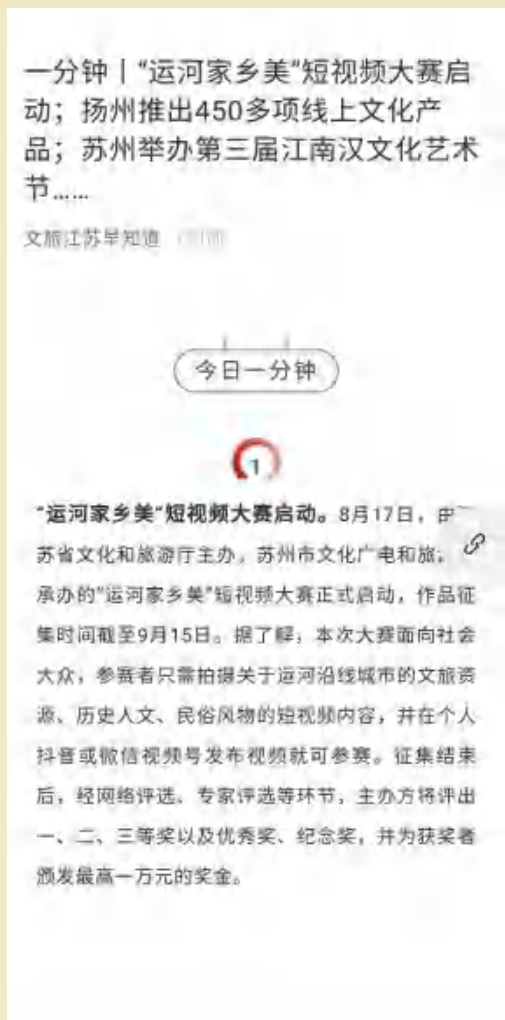 一分钟丨“运河家乡美”短视频大赛启
动；扬州推出450多项线上文化产
品；苏州举办第三届江南汉文化艺术
节……
文旅江苏早知道
今日一分钟
1
“运河家乡美”短视频大赛启动。8月17日，由
苏省文化和旅游厅主办，苏州市文化广电和旅
承办的“运河家乡美”短视频大赛正式启动，作品征
集时间截至9月15日。据了解，本次大赛面向社会
大众，参赛者只需拍摄关于运河沿线城市的文旅资
源、历史人文、民俗风物的短视频内容，并在个人
抖音或微信视频号发布视频就可参赛。征集结束
后，经网络评选、专家评选等环节，主办方将评出
一、二、三等奖以及优秀奖、纪念奖，并为获奖者
颁发最高一万元的奖金。